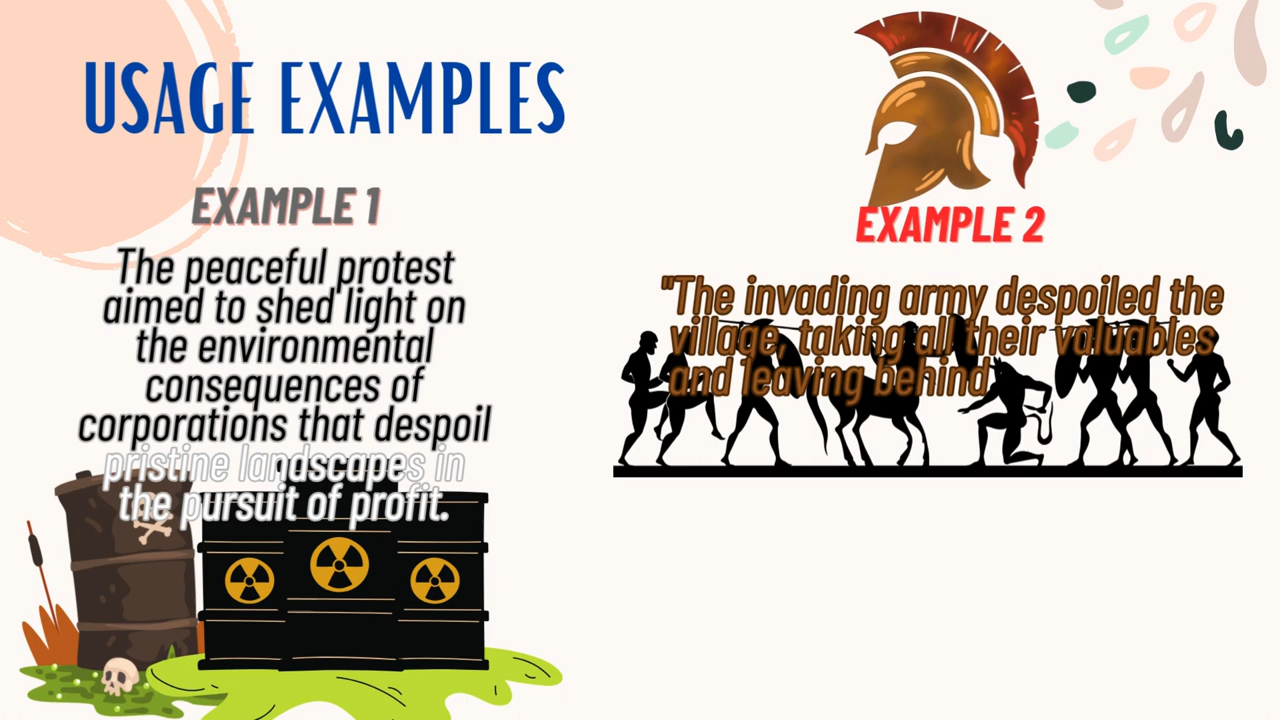 USAGE EXAMPLES
EXAMPLE 1
The peaceful protest
aimed to shed light on
the environmental
consequences of
corporations that despoil
pristine landscapes in
the pursuit of profit.
EXAMPLE 2
"The invading army despoiled the
village, taking all their valuables
and leaving behind